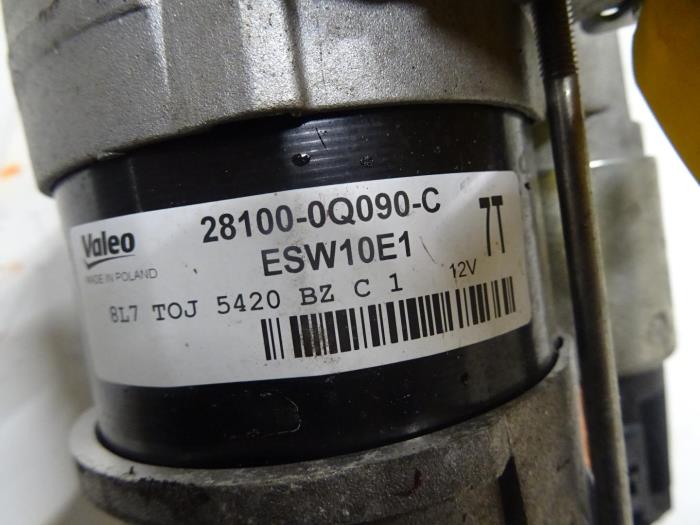 Valeo
MADE IN POLAND
28100-0Q090-C
ESW10E1
7T
12V
8L7 TOJ 5420 BZ C 1